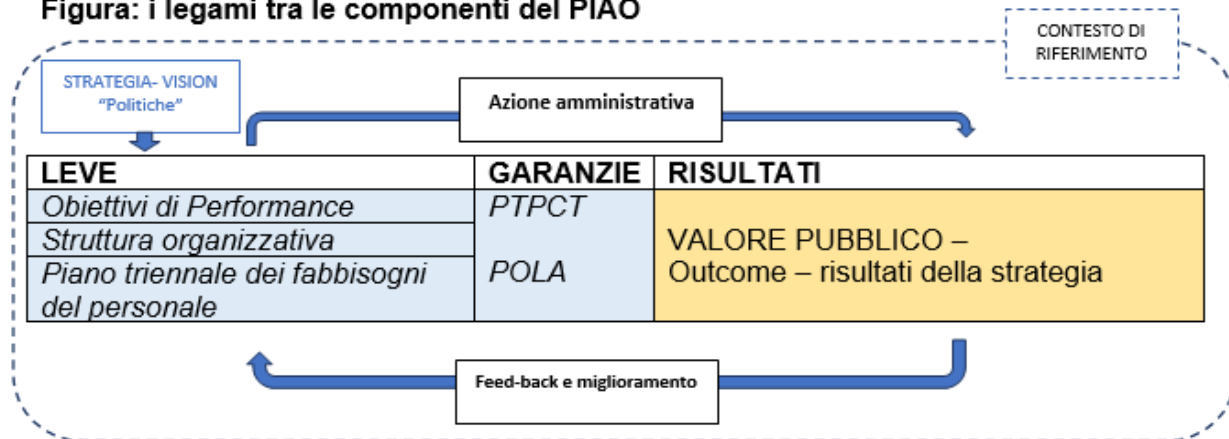 Figura: i legami tra le componenti del PIAO
CONTESTO DI
RIFERIMENTO
STRATEGIA- VISION
"Politiche"
Azione amministrativa
LEVE GARANZIE RISULTATI
Obiettivi di Performance PTPCT
Struttura organizzativa VALORE PUBBLICO –
Piano triennale dei fabbisogni POLA Outcome – risultati della strategia
del personale
Feed-back e miglioramento